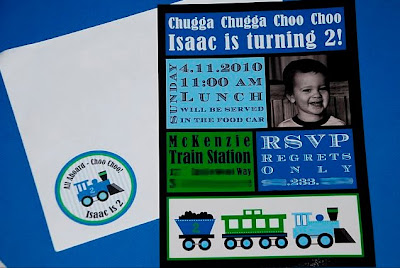 Chugga Chugga Choo Choo
Isaac is turning 2!
SUNDAY
4.11.2010
11:00 AM
LUNCH
WILL BE SERVED
IN THE FOOD CAR
McKenzie
Train Station
Way
RSVP
REGRETS
ONLY
.233.
All Aboard - Choo Choo!
Isaac is 2